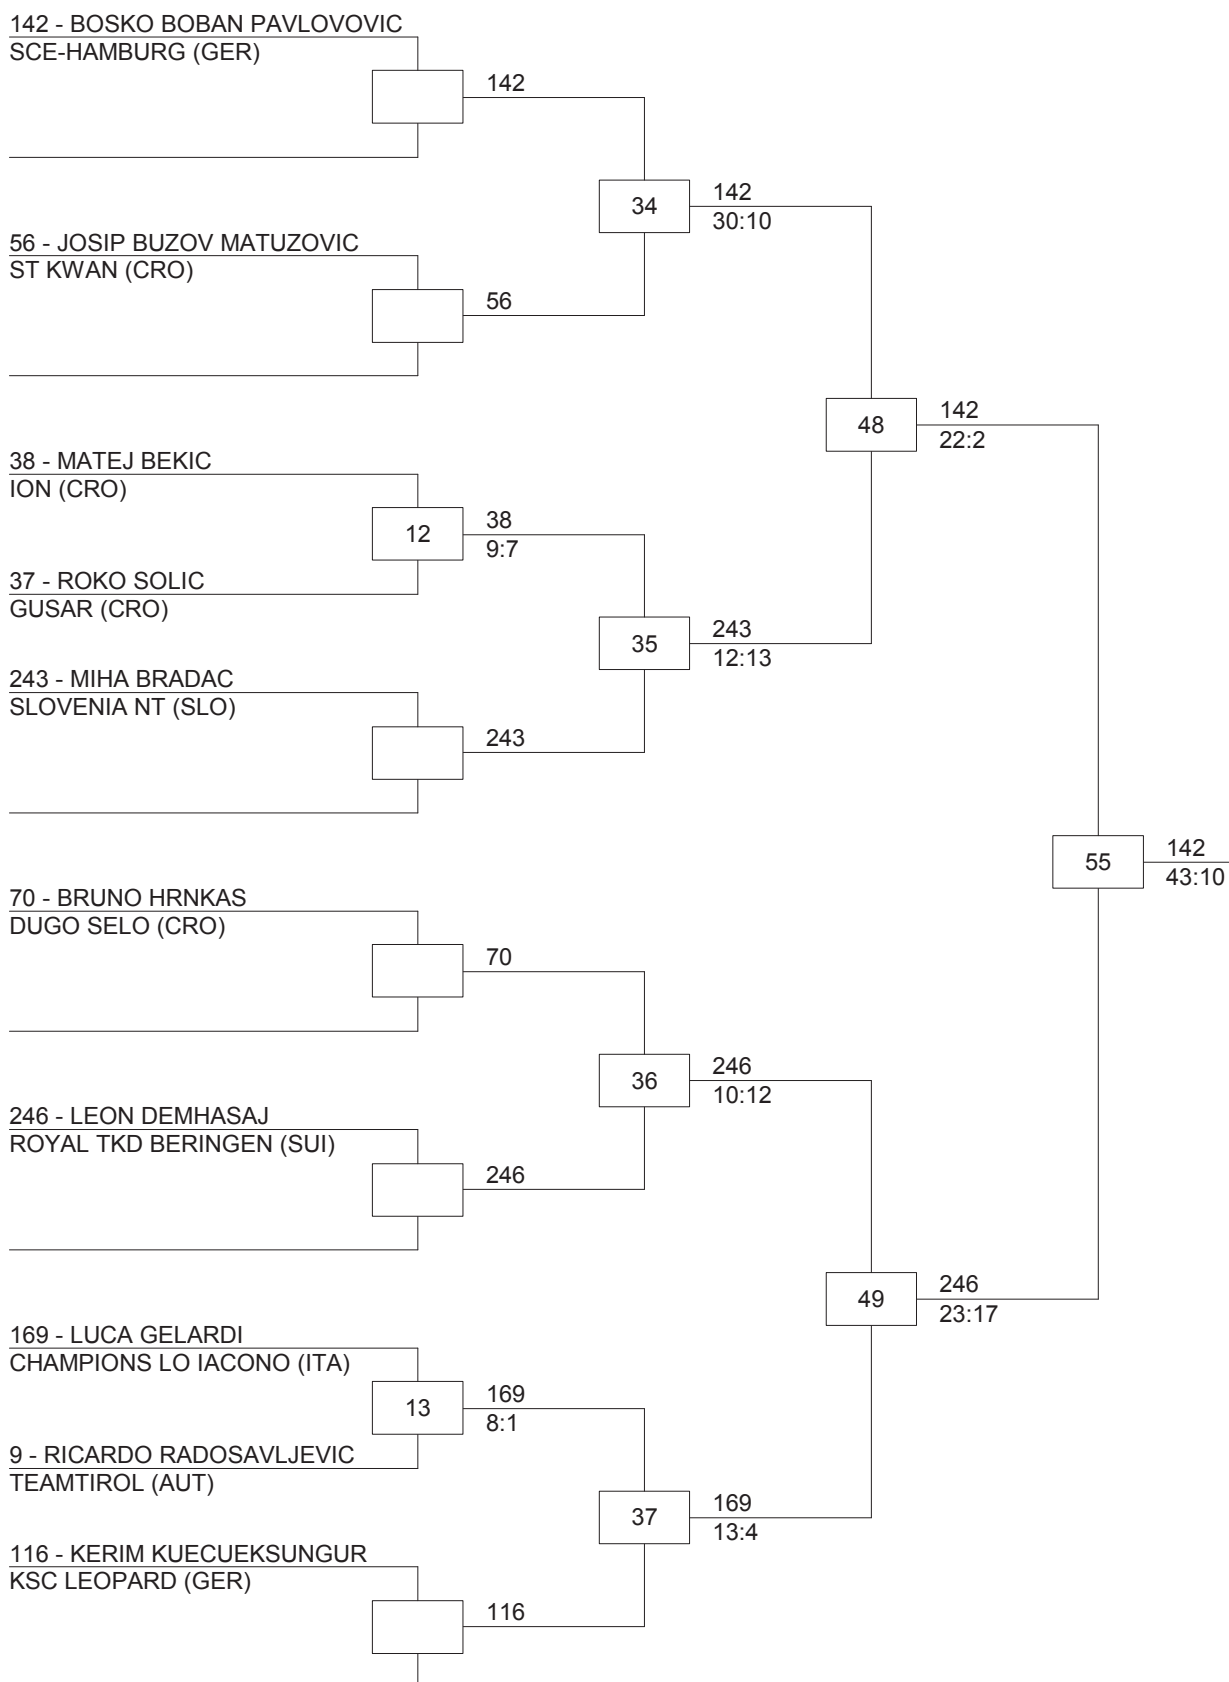 142 - BOSKO BOBAN PAVLOVOVIC
SCE-HAMBURG (GER)
142
34
142
30:10
56 - JOSIP BUZOV MATUZOVIC
ST KWAN (CRO)
56
48
142
22:2
38 - MATEJ BEKIC
ION (CRO)
12
38
9:7
37 - ROKO SOLIC
GUSAR (CRO)
35
243
12:13
243 - MIHA BRADAC
SLOVENIA NT (SLO)
243
55
142
43:10
70 - BRUNO HRNKAS
DUGO SELO (CRO)
70
36
246
10:12
246 - LEON DEMHASAJ
ROYAL TKD BERINGEN (SUI)
246
49
246
23:17
169 - LUCA GELARDI
CHAMPIONS LO IACONO (ITA)
13
169
8:1
9 - RICARDO RADOSAVLJEVIC
TEAMTIROL (AUT)
37
169
13:4
116 - KERIM KUECUEKSUNGUR
KSC LEOPARD (GER)
116